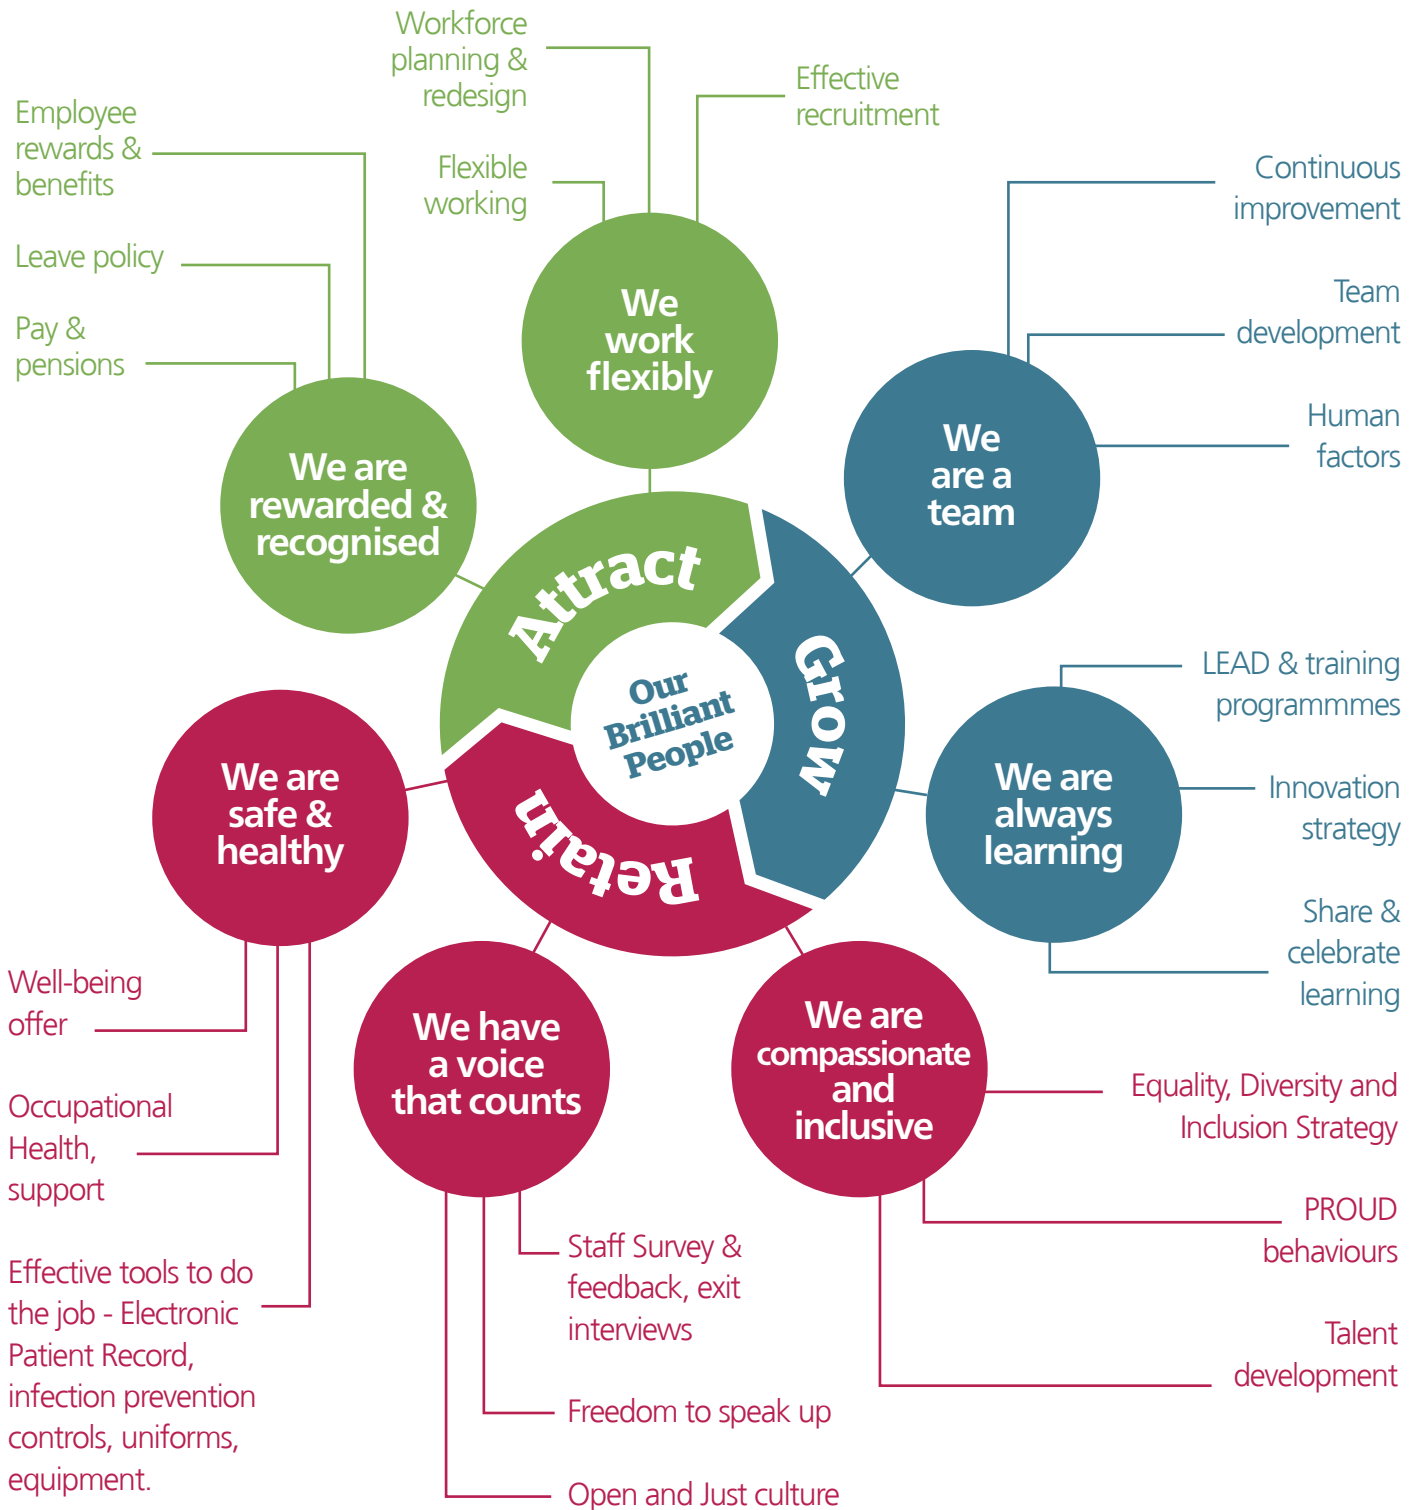 Workforce
planning &
redesign
Effective
recruitment
Flexible
working
Employee
rewards &
benefits
Leave policy
Pay &
pensions
We
work
flexibly
We are
rewarded &
recognised
Continuous
improvement
Team
development
Human
factors
We
are a
team
Attract
Grow
Retain
Our
Brilliant
People
LEAD & training
programmmes
Innovation
strategy
Share &
celebrate
learning
We are
always
learning
We are
safe &
healthy
Well-being
offer
Occupational
Health,
support
Effective tools to do
the job - Electronic
Patient Record,
infection prevention
controls, uniforms,
equipment.
We have
a voice
that counts
Staff Survey &
feedback, exit
interviews
Freedom to speak up
Open and Just culture
We are
compassionate
and
inclusive
Equality, Diversity and
Inclusion Strategy
PROUD
behaviours
Talent
development